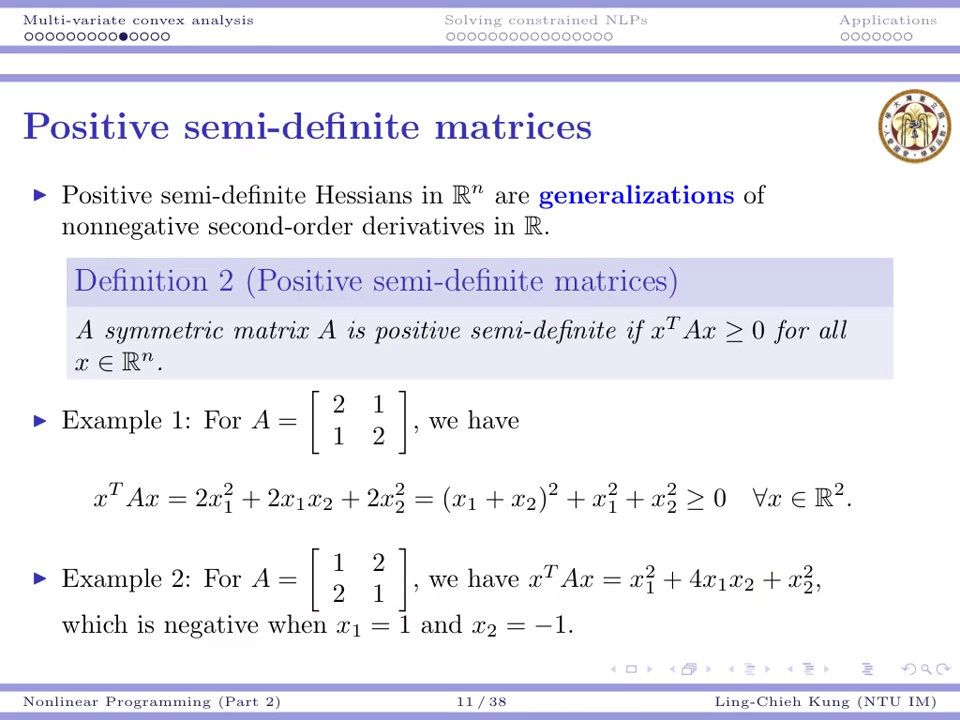 Multi-variate convex analysis Solving constrained NLPs Applications
Positive semi-definite matrices
▶ Positive semi-definite Hessians in ℝⁿ are generalizations of
nonnegative second-order derivatives in ℝ.
Definition 2 (Positive semi-definite matrices)
A symmetric matrix A is positive semi-definite if xᵀAx ≥ 0 for all
x ∈ ℝⁿ.
▶ Example 1: For A = [2 1; 1 2], we have
xᵀAx = 2x₁² + 2x₁x₂ + 2x₂² = (x₁ + x₂)² + x₁² + x₂² ≥ 0 ∀x ∈ ℝ².
▶ Example 2: For A = [1 2; 2 1], we have xᵀAx = x₁² + 4x₁x₂ + x₂²,
which is negative when x₁ = 1 and x₂ = −1.
Nonlinear Programming (Part 2) 11 / 38 Ling-Chieh Kung (NTU IM)